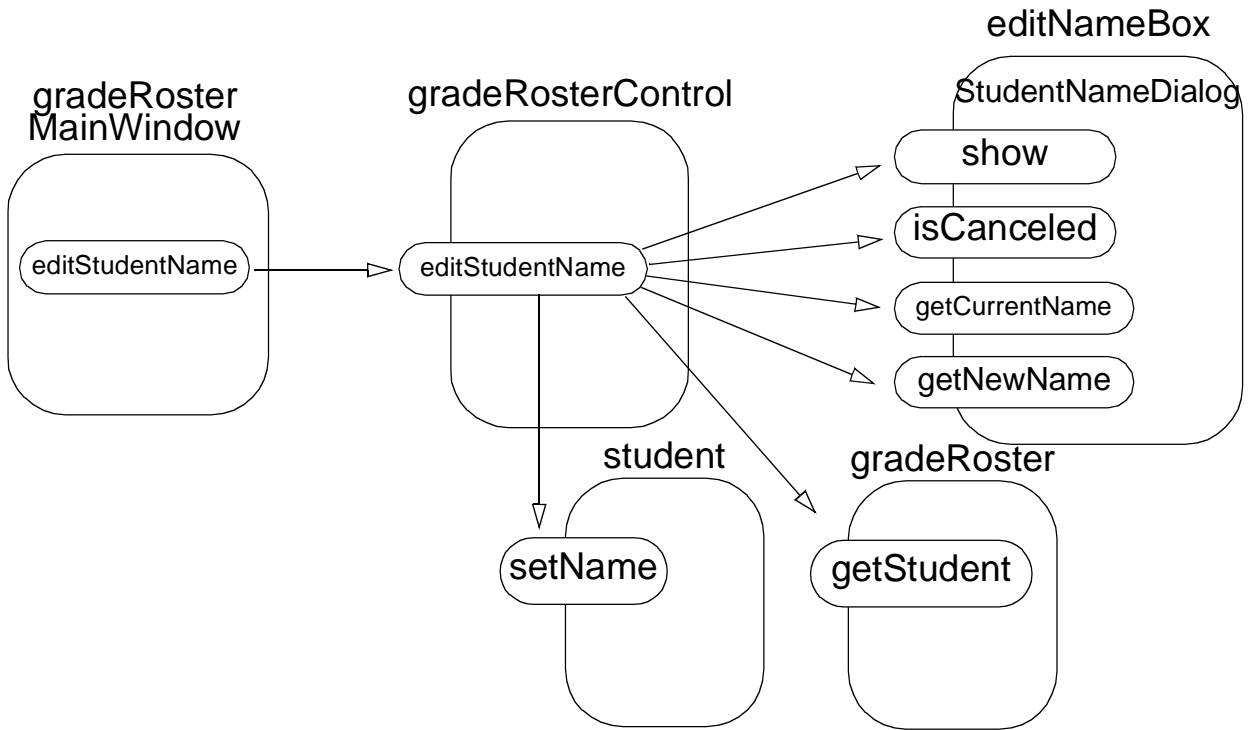 editNameBox
StudentNameDialog
gradeRoster
MainWindow
gradeRosterControl
show
isCanceled
editStudentName
editStudentName
getCurrentName
getNewName
student
gradeRoster
setName
getStudent